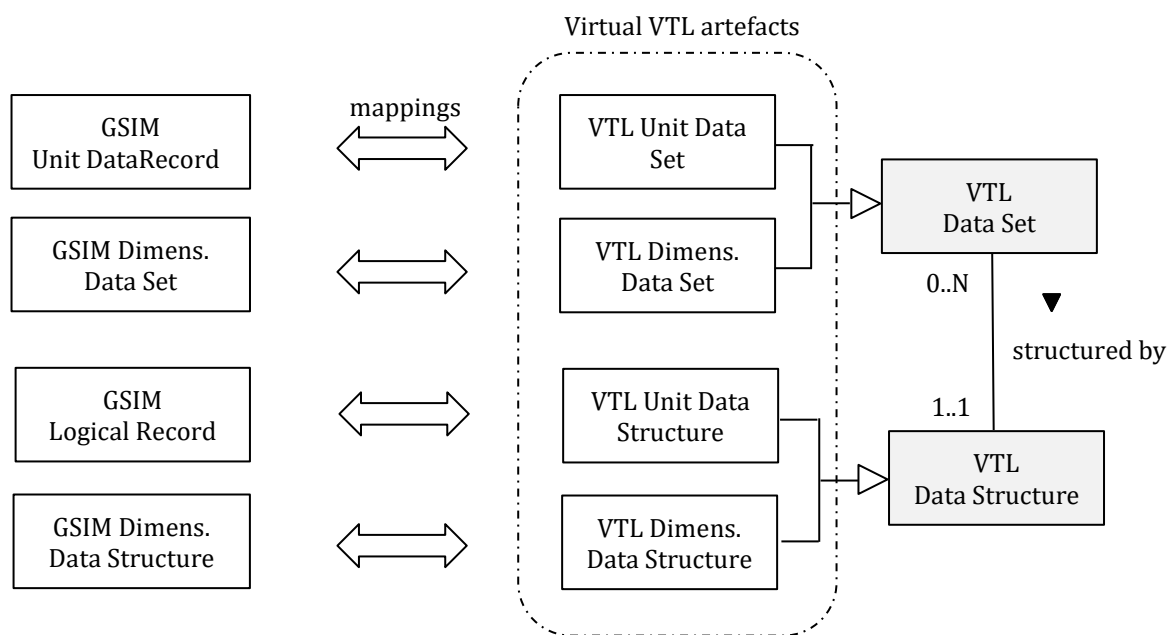 Virtual VTL artefacts
mappings
GSIM
Unit DataRecord
VTL Unit Data
Set
VTL
Data Set
GSIM Dimens.
Data Set
VTL Dimens.
Data Set
0..N
structured by
GSIM
Logical Record
VTL Unit Data
Structure
1..1
VTL
Data Structure
GSIM Dimens.
Data Structure
VTL Dimens.
Data Structure